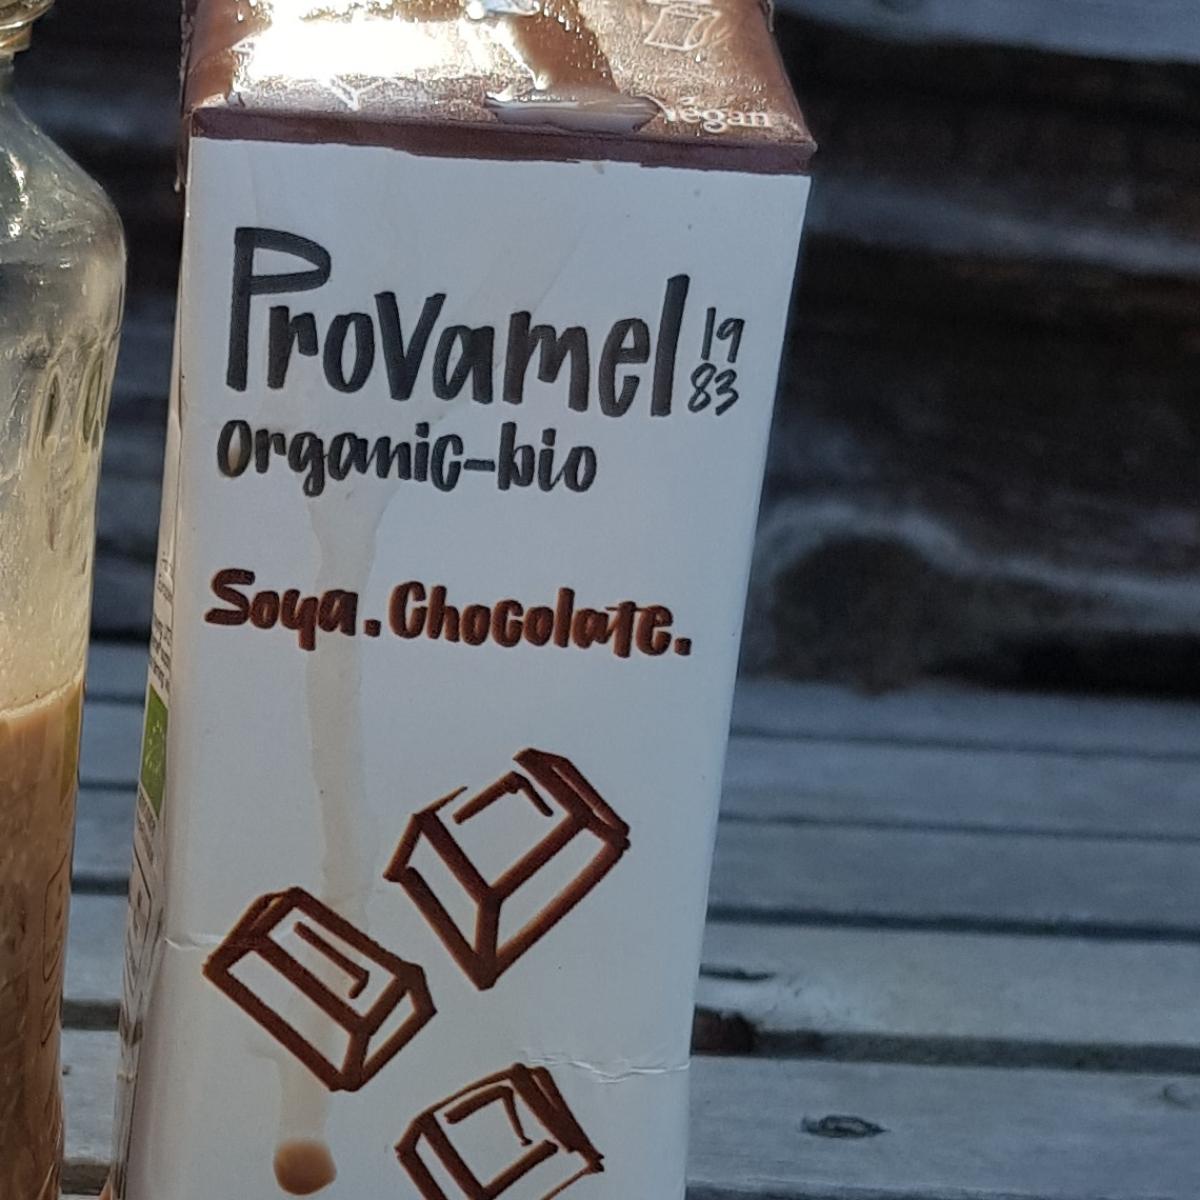 vegan
Provamel
19
83
organic-bio
Soya. Chocolate.